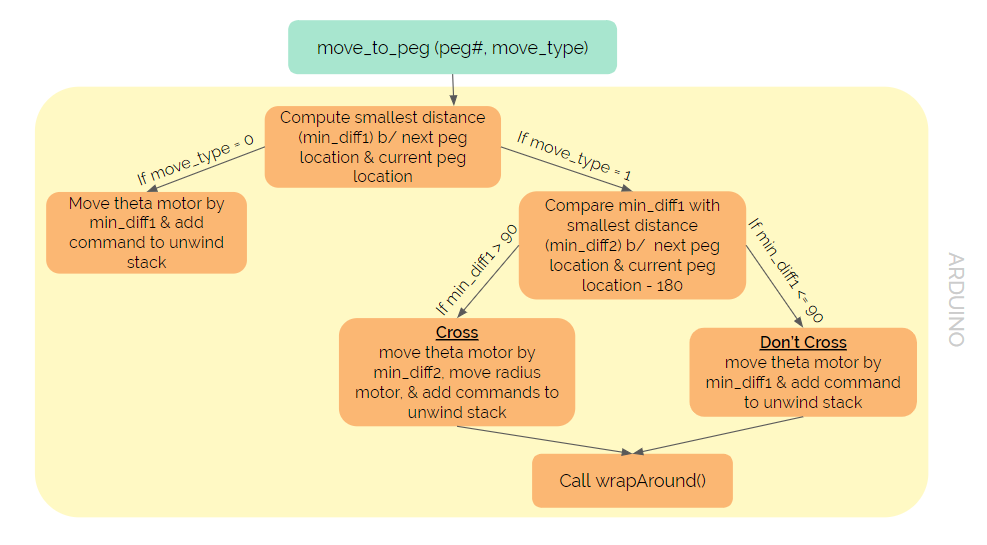 move_to_peg (peg#, move_type)
Compute smallest distance
(min_diff1) b/ next peg
location & current peg
location
If move_type = 0
If move_type = 1
Move theta motor by
min_diff1 & add
command to unwind
stack
Compare min_diff1 with
smallest distance
(min_diff2) b/  next peg
location & current peg
location - 180
If min_diff1 > 90
If min_diff1 <= 90
Cross
move theta motor by
min_diff2, move radius
motor, & add commands to
unwind stack
Don't Cross
move theta motor by
min_diff1 & add command
to unwind stack
Call wrapAround()
ARDUINO